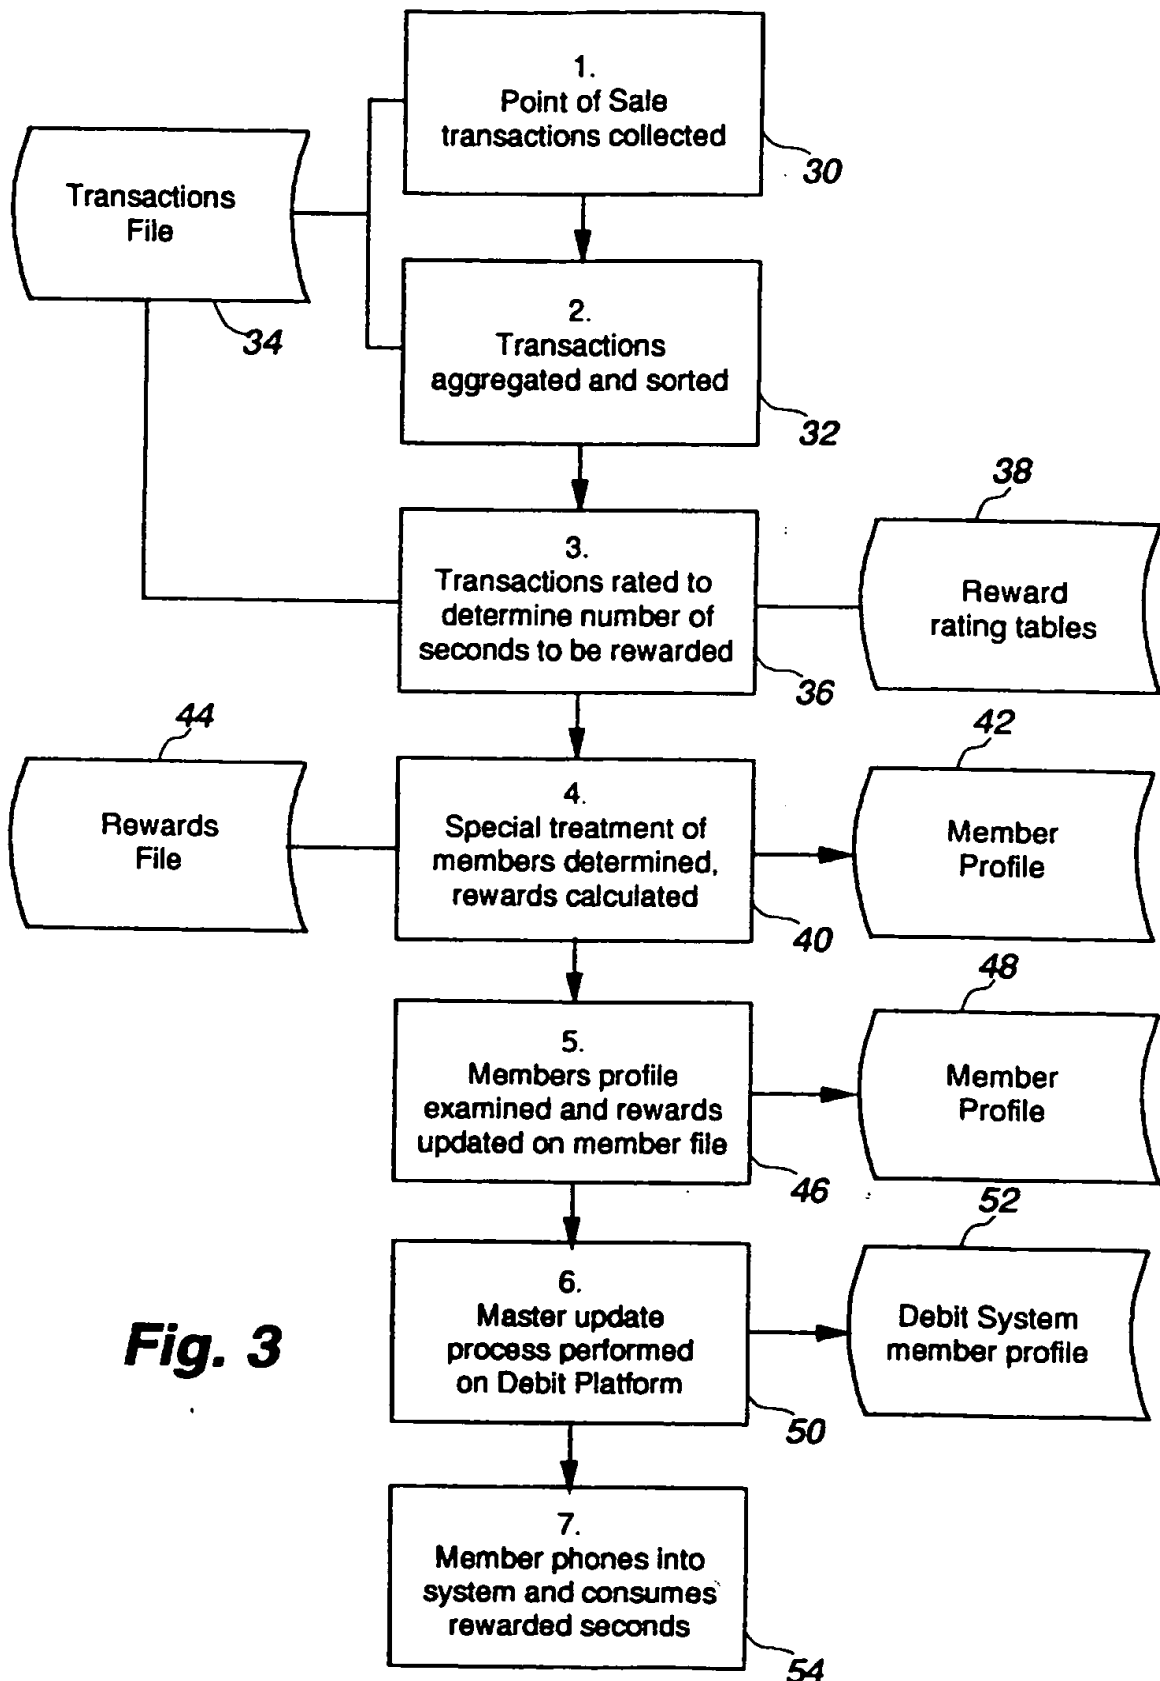 1.
Point of Sale
transactions collected
30
Transactions
File
34
2.
Transactions
aggregated and sorted
32
3.
Transactions rated to
determine number of
seconds to be rewarded
36
38
Reward
rating tables
44
Rewards
File
4.
Special treatment of
members determined,
rewards calculated
40
42
Member
Profile
5.
Members profile
examined and rewards
updated on member file
46
48
Member
Profile
6.
Master update
process performed
on Debit Platform
50
52
Debit System
member profile
Fig. 3
7.
Member phones into
system and consumes
rewarded seconds
54